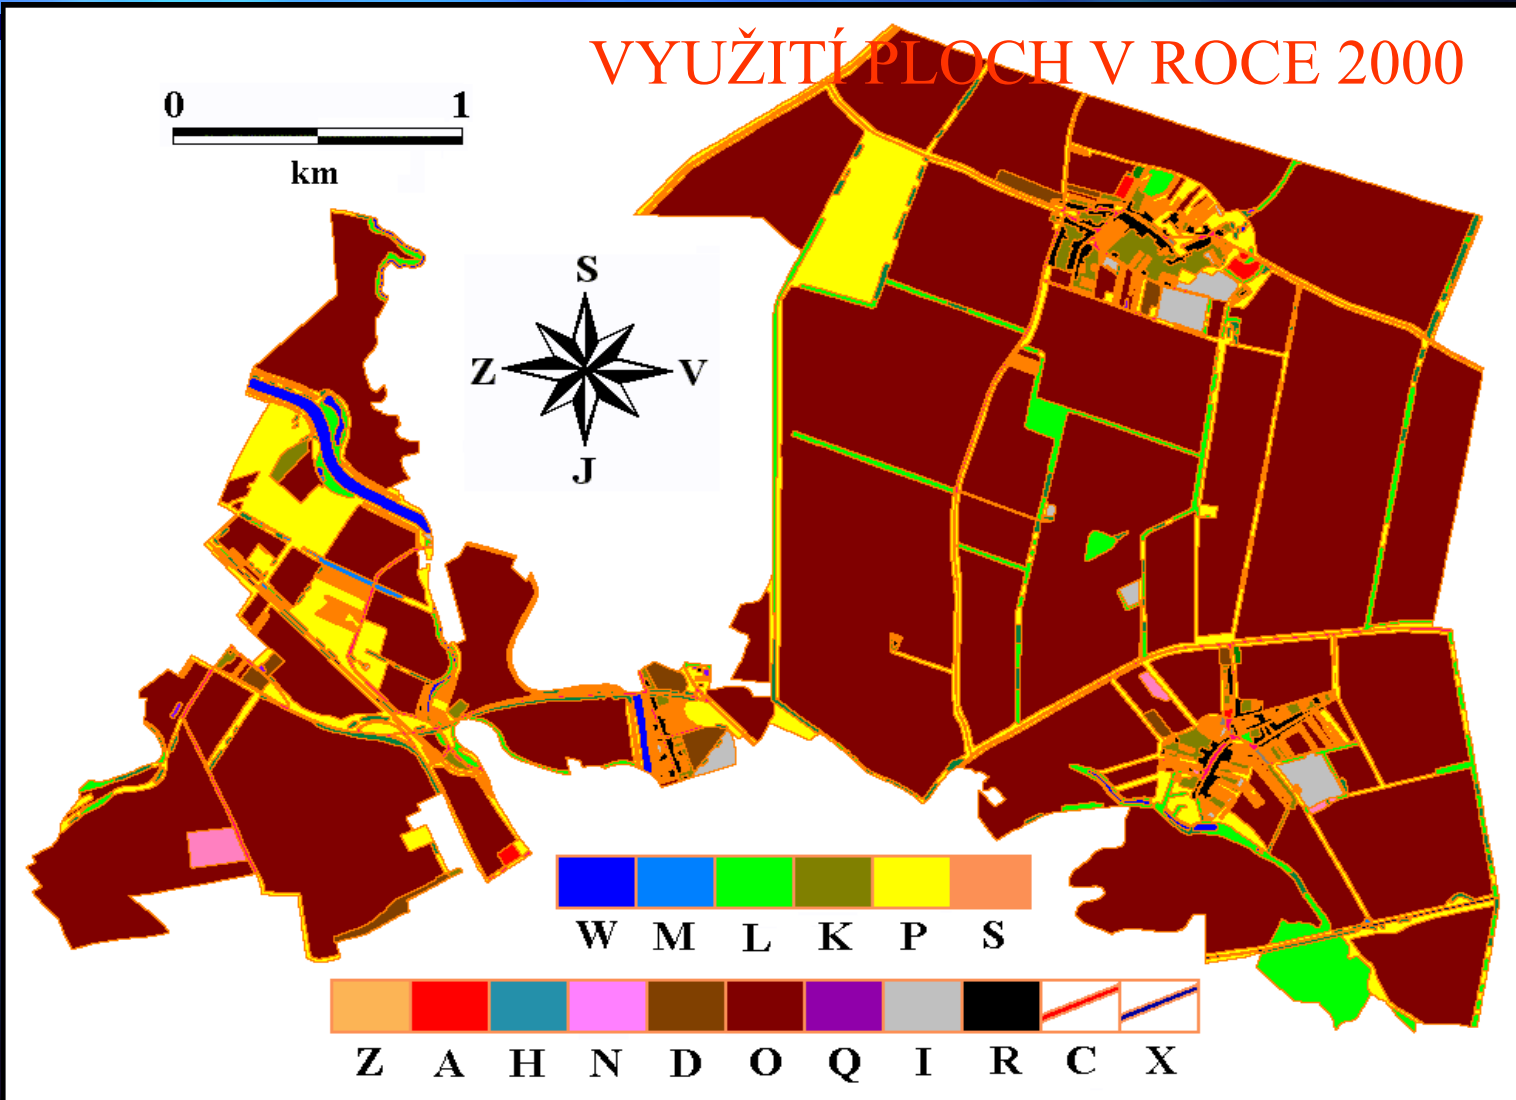 VYUŽITÍ PLOCH V ROCE 2000
0 1
km
S
Z V
J
W M L K P S
Z A H N D O Q I R C X